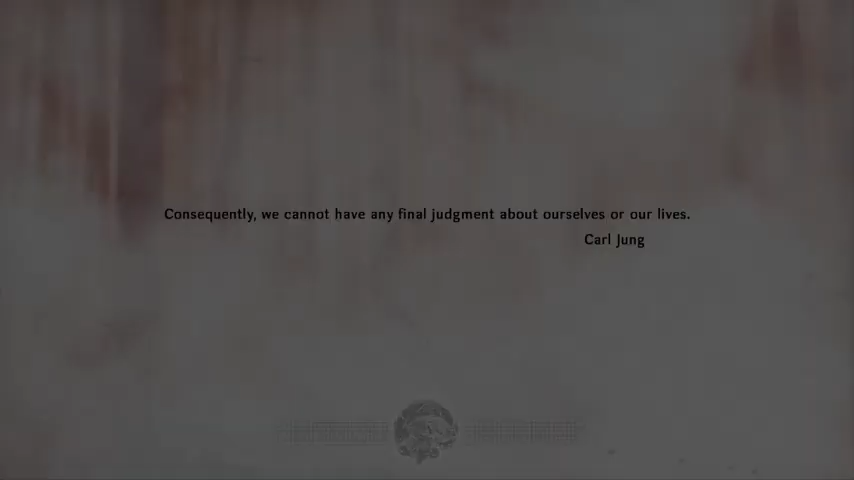 Consequently, we cannot have any final judgment about ourselves or our lives.
Carl Jung